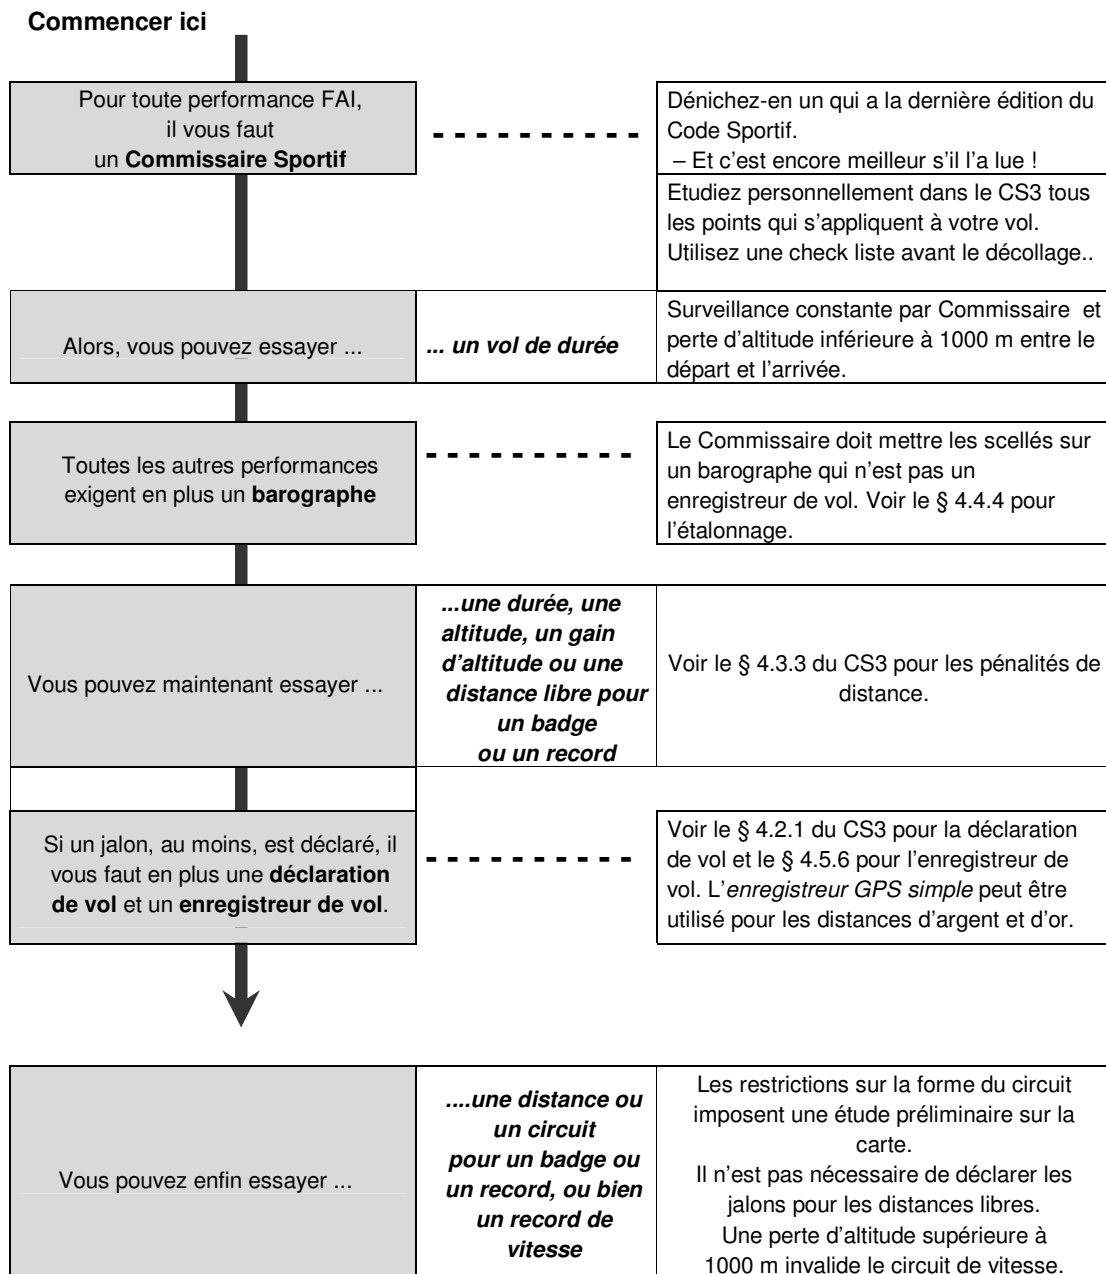 Commencer ici
Pour toute performance FAI,
il vous faut
un Commissaire Sportif
- - - - - - - - - -
Dénichez-en un qui a la dernière édition du
Code Sportif.
– Et c'est encore meilleur s'il l'a lue !
Etudiez personnellement dans le CS3 tous
les points qui s'appliquent à votre vol.
Utilisez une check liste avant le décollage..
Alors, vous pouvez essayer ...
... un vol de durée
Surveillance constante par Commissaire et
perte d'altitude inférieure à 1000 m entre le
départ et l'arrivée.
Toutes les autres performances
exigent en plus un barographe
- - - - - - - - - -
Le Commissaire doit mettre les scellés sur
un barographe qui n'est pas un
enregistreur de vol. Voir le § 4.4.4 pour
l'étalonnage.
Vous pouvez maintenant essayer ...
...une durée, une
altitude, un gain
d'altitude ou une
distance libre pour
un badge
ou un record
Voir le § 4.3.3 du CS3 pour les pénalités de
distance.
Si un jalon, au moins, est déclaré, il
vous faut en plus une déclaration
de vol et un enregistreur de vol.
- - - - - - - - - -
Voir le § 4.2.1 du CS3 pour la déclaration
de vol et le § 4.5.6 pour l'enregistreur de
vol. L'enregistreur GPS simple peut être
utilisé pour les distances d'argent et d'or.
Vous pouvez enfin essayer ...
....une distance ou
un circuit
pour un badge ou
un record, ou bien
un record de
vitesse
Les restrictions sur la forme du circuit
imposent une étude préliminaire sur la
carte.
Il n'est pas nécessaire de déclarer les
jalons pour les distances libres.
Une perte d'altitude supérieure à
1000 m invalide le circuit de vitesse.